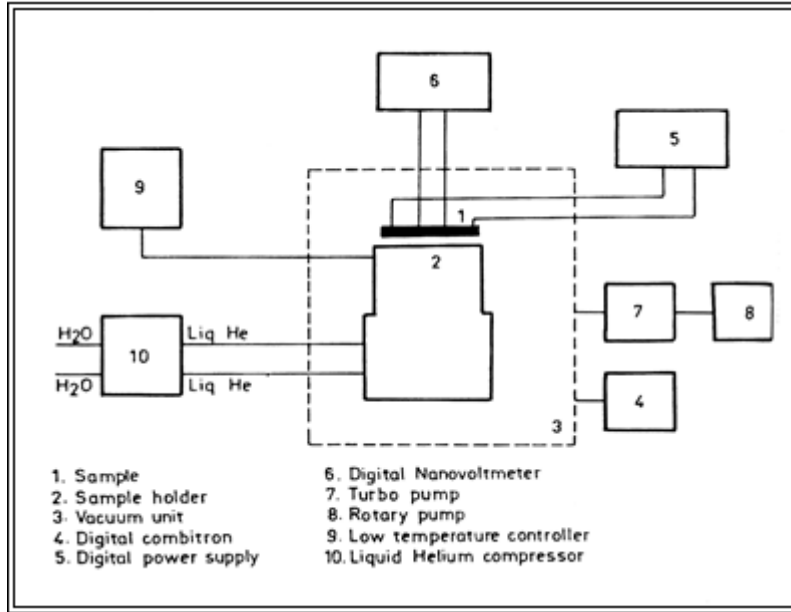 6
5
9
1
2
H2O
Liq He
10
7
8
H2O
Liq He
4
3
1. Sample
2. Sample holder
3. Vacuum unit
4. Digital combitron
5. Digital power supply
6. Digital Nanovoltmeter
7. Turbo pump
8. Rotary pump
9. Low temperature controller
10. Liquid Helium compressor